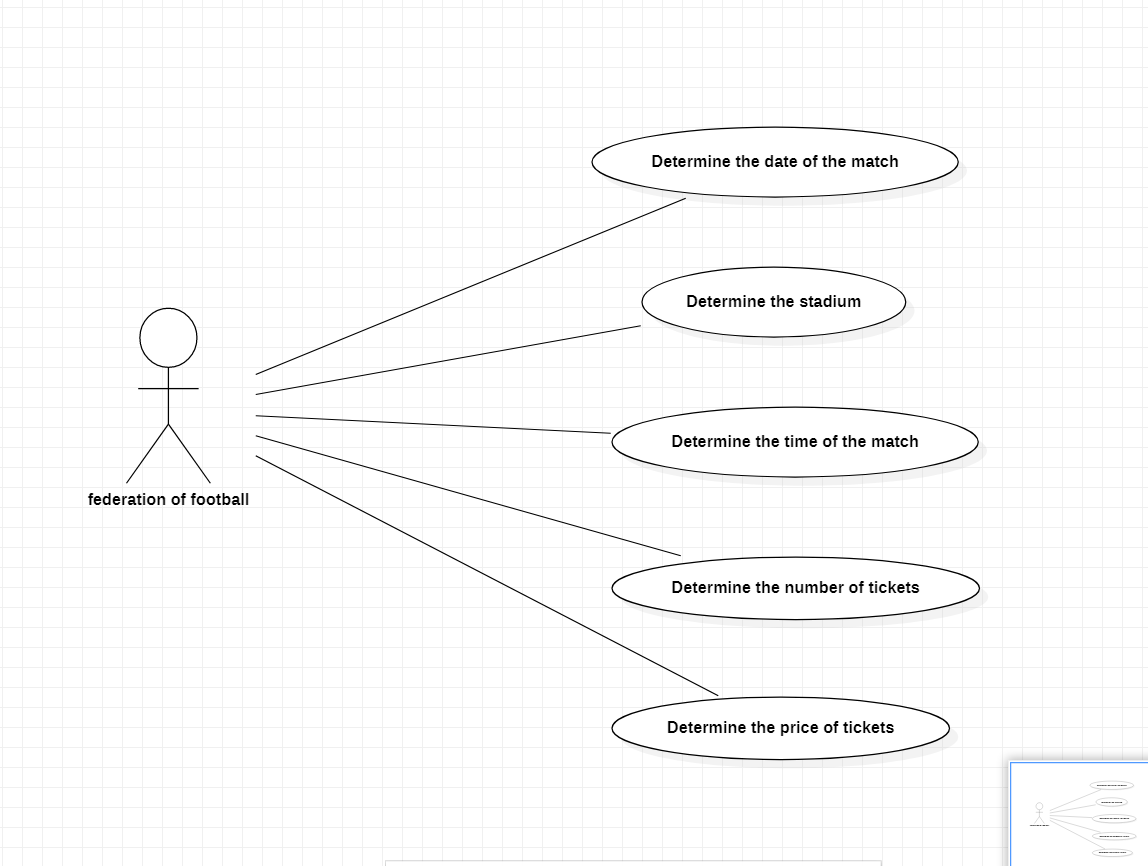 Determine the date of the match
Determine the stadium
Determine the time of the match
federation of football
Determine the number of tickets
Determine the price of tickets